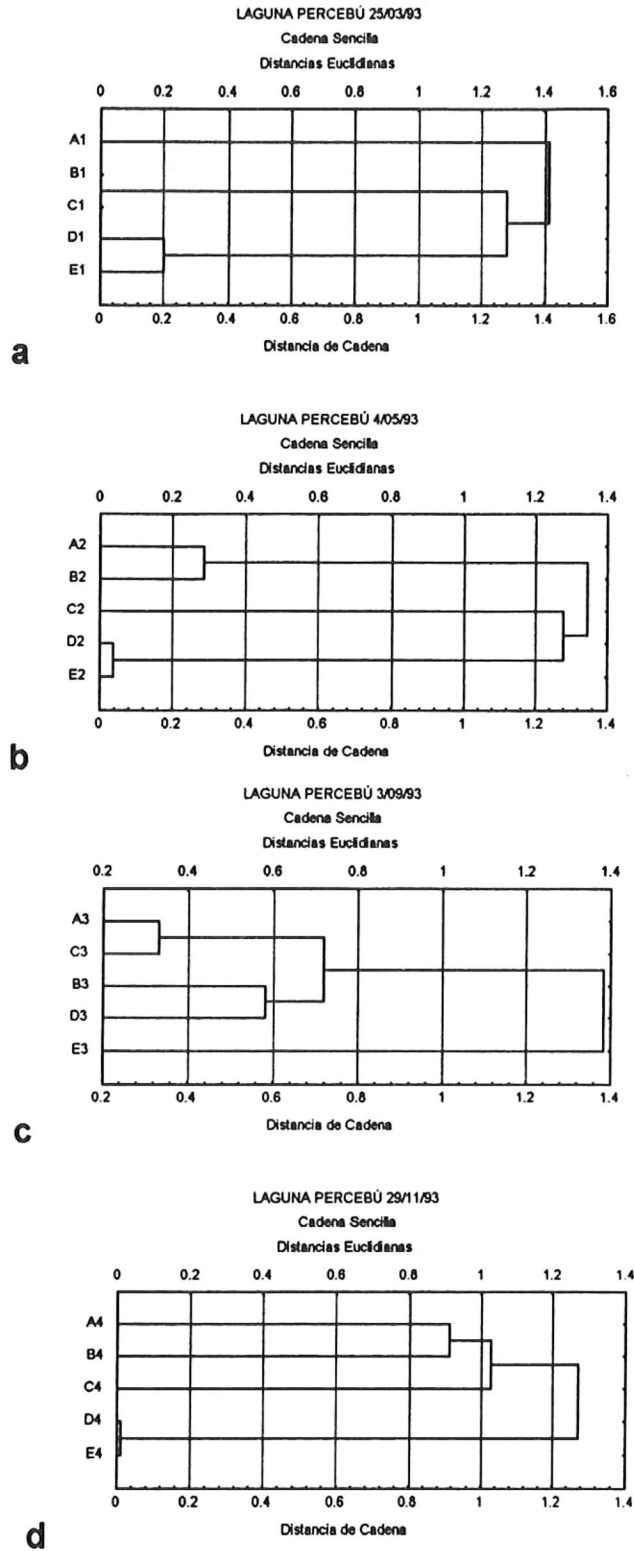 LAGUNA PERCEBÚ 25/03/93
Cadena Sencilla
Distancias Euclidianas
0 0.2 0.4 0.6 0.8 1 1.2 1.4 1.6
A1
B1
C1
D1
E1
0 0.2 0.4 0.6 0.8 1 1.2 1.4 1.6
Distancia de Cadena
a
LAGUNA PERCEBÚ 4/05/93
Cadena Sencilla
Distancias Euclidianas
0 0.2 0.4 0.6 0.8 1 1.2 1.4
A2
B2
C2
D2
E2
0 0.2 0.4 0.6 0.8 1 1.2 1.4
Distancia de Cadena
b
LAGUNA PERCEBÚ 3/09/93
Cadena Sencilla
Distancias Euclidianas
0.2 0.4 0.6 0.8 1 1.2 1.4
A3
C3
B3
D3
E3
0.2 0.4 0.6 0.8 1 1.2 1.4
Distancia de Cadena
c
LAGUNA PERCEBÚ 29/11/93
Cadena Sencilla
Distancias Euclidianas
0 0.2 0.4 0.6 0.8 1 1.2 1.4
A4
B4
C4
D4
E4
0 0.2 0.4 0.6 0.8 1 1.2 1.4
Distancia de Cadena
d